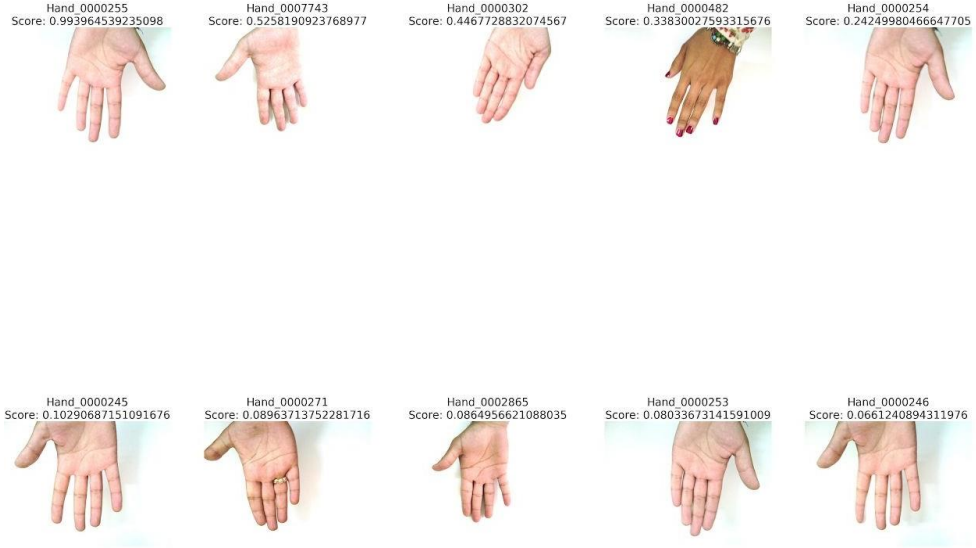 Hand_0000255
Score: 0.9939645392350​98
Hand_0007743
Score: 0.5258190923768977
Hand_0000302
Score: 0.4467728832074567
Hand_0000482
Score: 0.33830027593315676
Hand_0000254
Score: 0.24249980466647705
Hand_0000245
Score: 0.10290687151091676
Hand_0000271
Score: 0.08963713752281716
Hand_0002865
Score: 0.0864956621088035
Hand_0000253
Score: 0.08033673141591009
Hand_0000246
Score: 0.0661240894311976